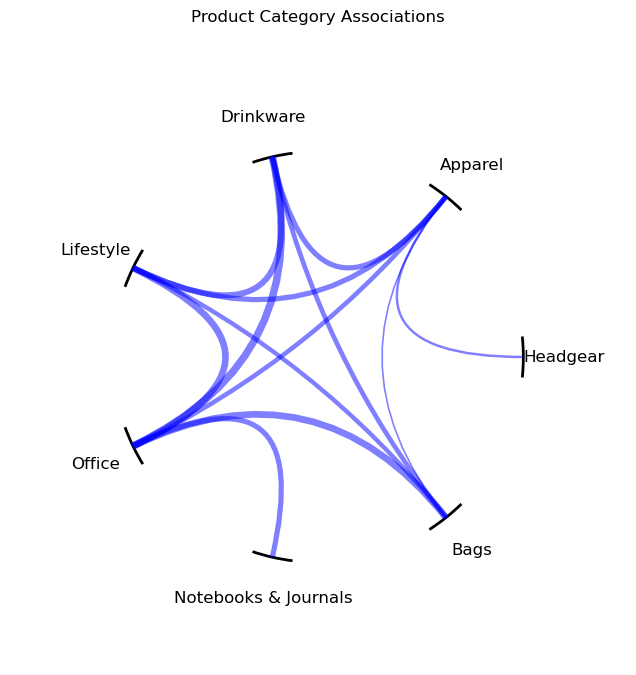 Product Category Associations
Drinkware
Apparel
Lifestyle
Headgear
Office
Bags
Notebooks & Journals